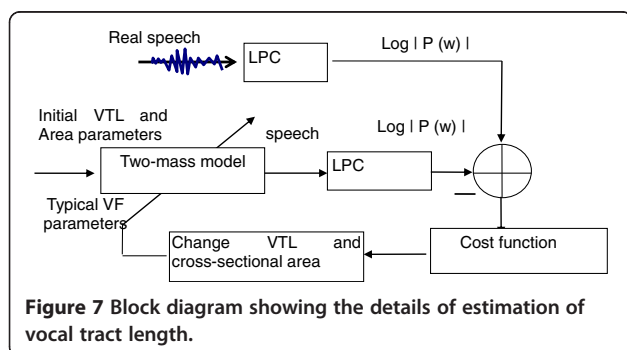 Real speech
LPC
Log | P (w) |
Initial VTL and
Area parameters
speech
Log | P (w) |
Two-mass model
LPC
—
Typical VF
parameters
Change VTL and
cross-sectional area
Cost function
Figure 7 Block diagram showing the details of estimation of
vocal tract length.